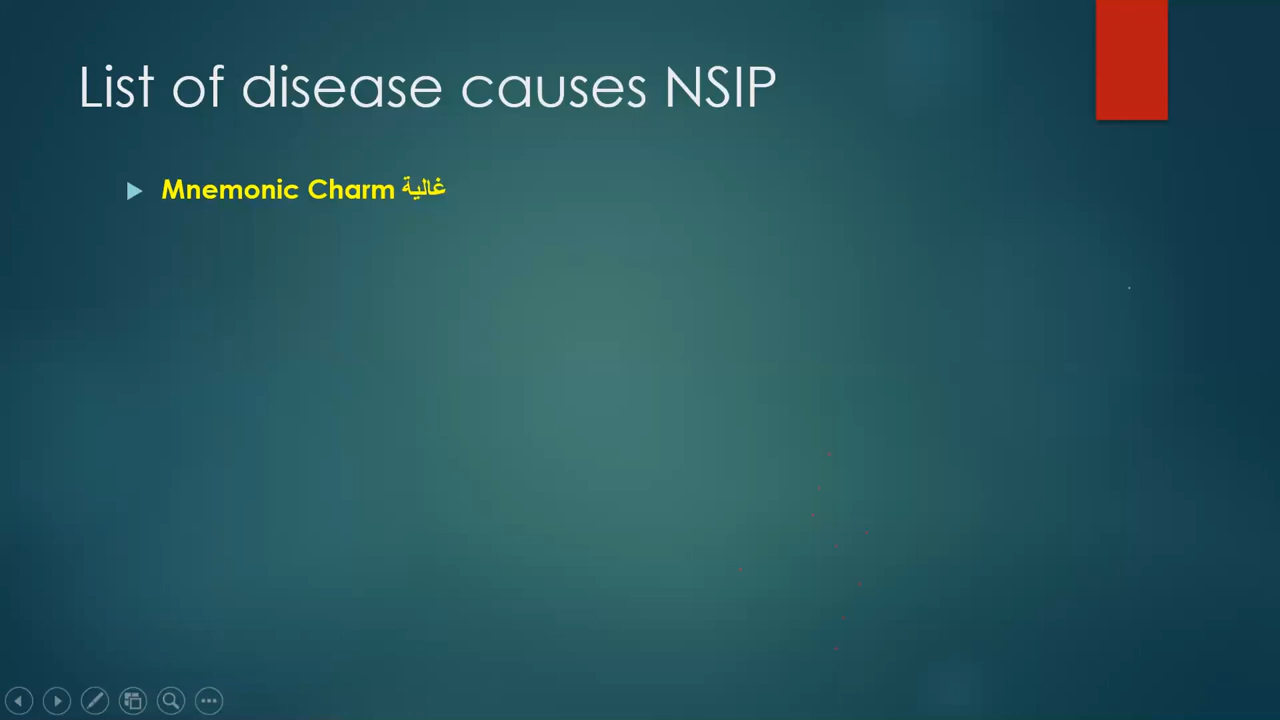 List of disease causes NSIP
Mnemonic Charm غالية